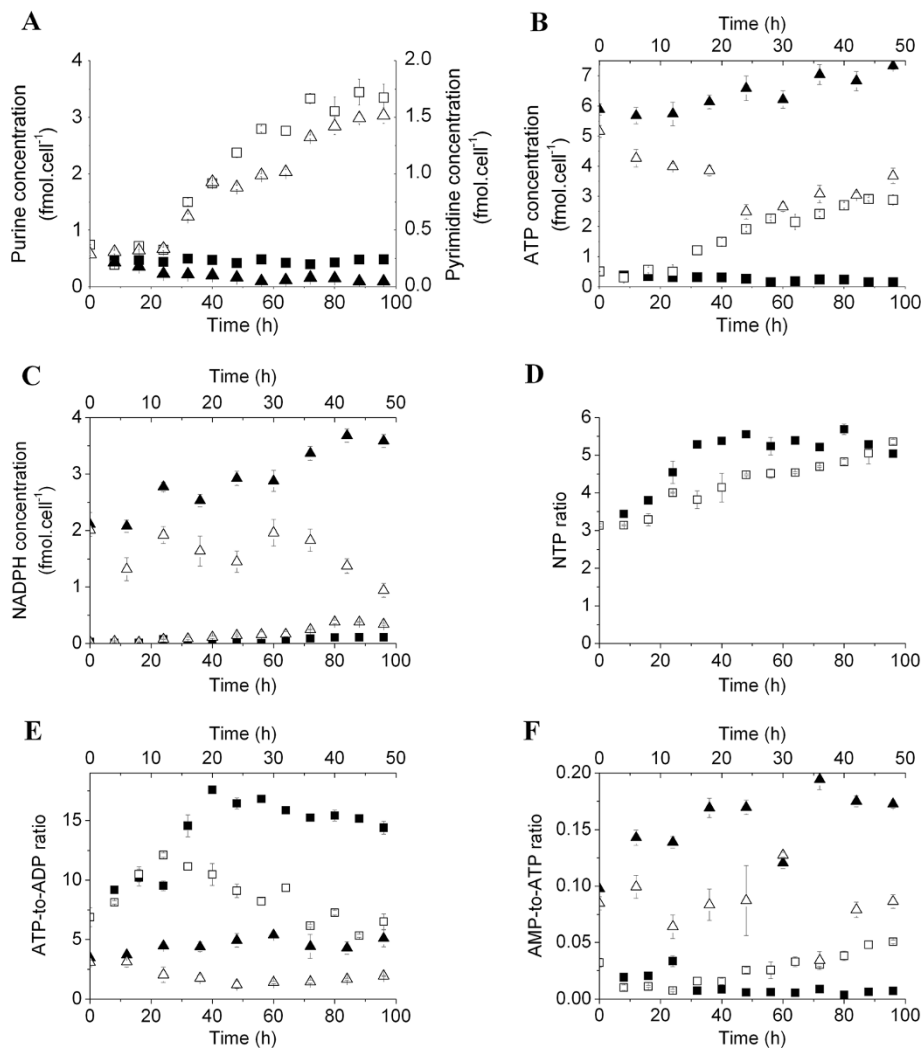 A
Purine concentration
(fmol.cell⁻¹)
4
3
2
1
0
2.0
1.5
1.0
0.5
0.0
Pyrimidine concentration
(fmol.cell⁻¹)
0 20 40 60 80 100
Time (h)
B
Time (h)
0 10 20 30 40 50
ATP concentration
(fmol.cell⁻¹)
7
6
5
4
3
2
1
0
0 20 40 60 80 100
Time (h)
C
Time (h)
0 10 20 30 40 50
NADPH concentration
(fmol.cell⁻¹)
4
3
2
1
0
0 20 40 60 80 100
Time (h)
D
NTP ratio
6
5
4
3
2
1
0
0 20 40 60 80 100
Time (h)
E
Time (h)
0 10 20 30 40 50
ATP-to-ADP ratio
15
10
5
0
0 20 40 60 80 100
Time (h)
F
Time (h)
0 10 20 30 40 50
AMP-to-ATP ratio
0.20
0.15
0.10
0.05
0.00
0 20 40 60 80 100
Time (h)